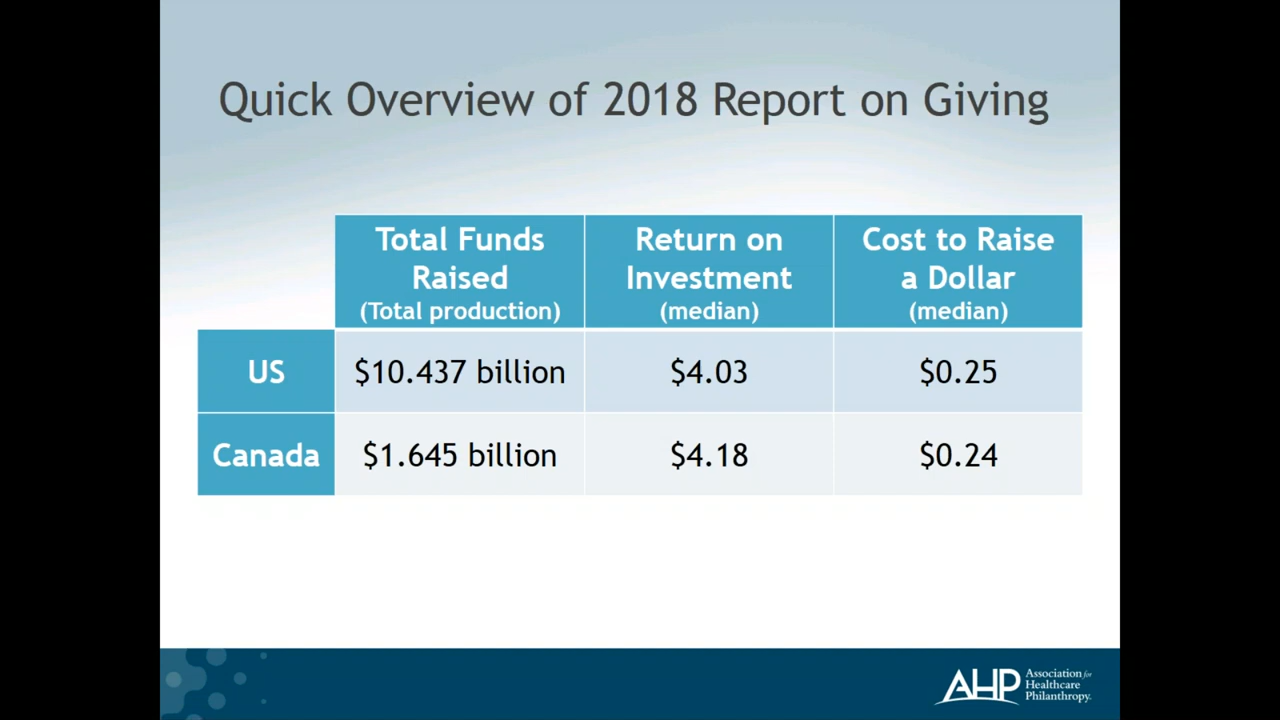 Quick Overview of 2018 Report on Giving
Total Funds
Raised
(Total production)
Return on
Investment
(median)
Cost to Raise
a Dollar
(median)
US
$10.437 billion
$4.03
$0.25
Canada
$1.645 billion
$4.18
$0.24
AHP
Association for
Healthcare
Philanthropy.